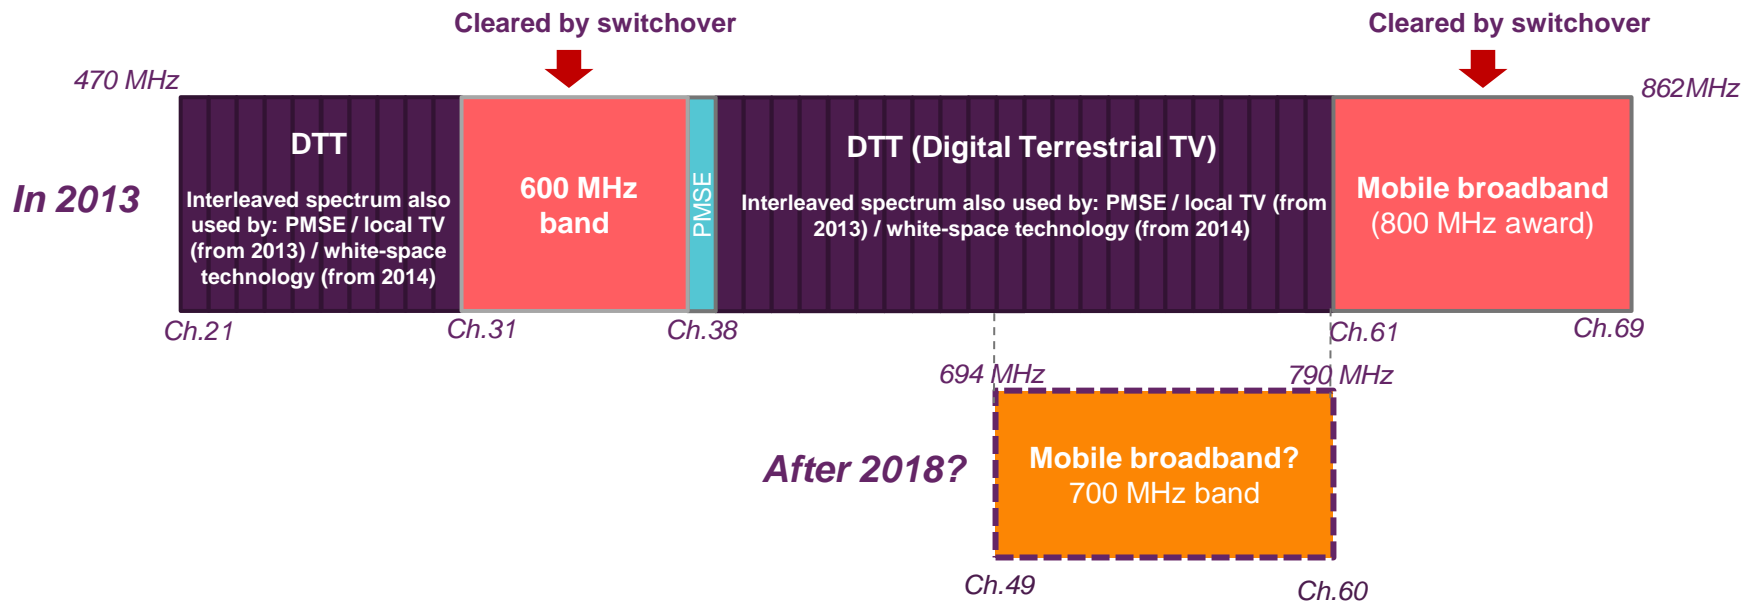 Cleared by switchover
Cleared by switchover
470 MHz
862MHz
In 2013
DTT
Interleaved spectrum also
used by: PMSE / local TV
(from 2013) / white-space
technology (from 2014)
600 MHz
band
PMSE
DTT (Digital Terrestrial TV)
Interleaved spectrum also used by: PMSE / local TV (from
2013) / white-space technology (from 2014)
Mobile broadband
(800 MHz award)
Ch.21
Ch.31
Ch.38
Ch.61
Ch.69
694 MHz
790 MHz
After 2018?
Mobile broadband?
700 MHz band
Ch.49
Ch.60